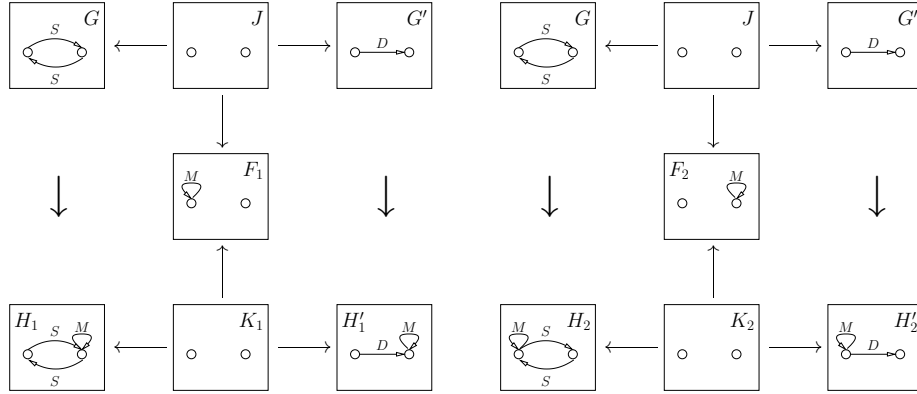 G J G′ G J G′
S D S D
S S
F₁ F₂
M M
H₁ K₁ H′₁ H₂ K₂ H′₂
S M M M S M
D D
S S